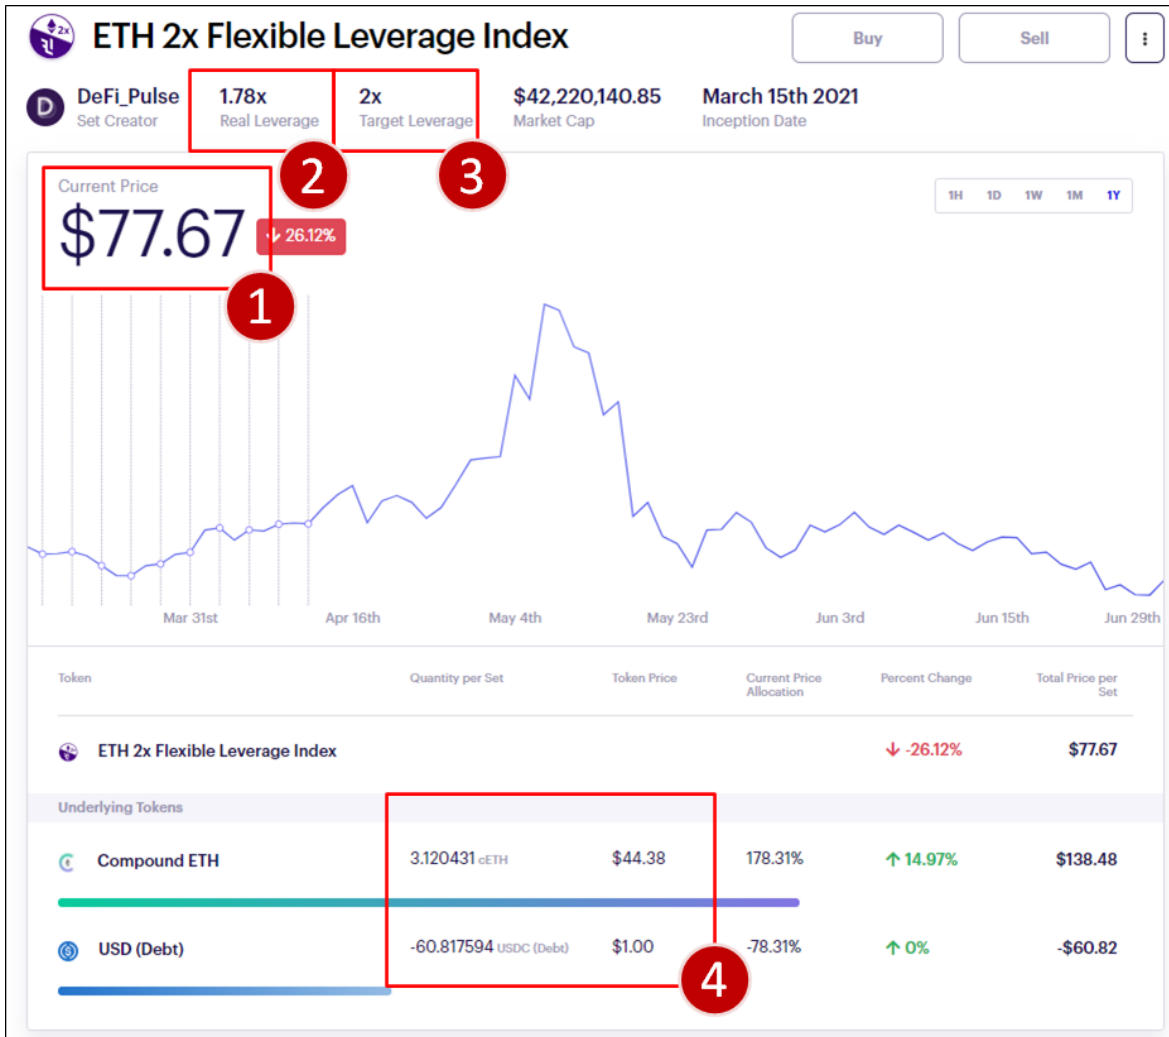 2x
ETH 2x Flexible Leverage Index
Buy
Sell
D
DeFi_Pulse
Set Creator
1.78x
Real Leverage
2x
Target Leverage
$42,220,140.85
Market Cap
March 15th 2021
Inception Date
Current Price
$77.67
↓ 26.12%
1
2
3
1H 1D 1W 1M 1Y
Mar 31st Apr 16th May 4th May 23rd Jun 3rd Jun 15th Jun 29th
Token Quantity per Set Token Price Current Price Allocation Percent Change Total Price per Set
ETH 2x Flexible Leverage Index ↓ -26.12% $77.67
Underlying Tokens
Compound ETH 3.120431 cETH $44.38 178.31% ↑ 14.97% $138.48
USD (Debt) -60.817594 USDC (Debt) $1.00 -78.31% ↑ 0% -$60.82
4